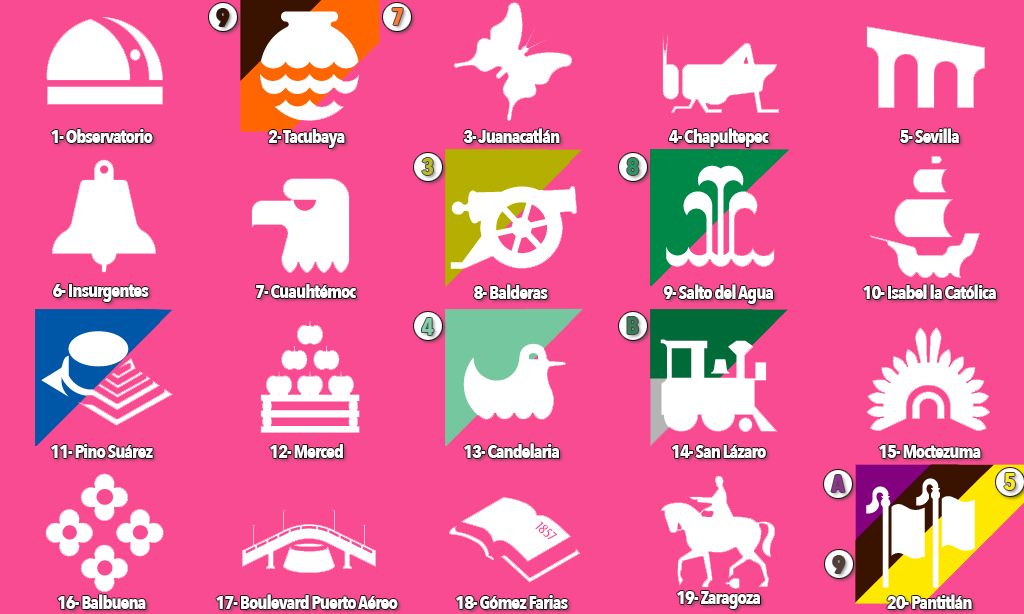 9
7
1- Observatorio
2- Tacubaya
3- Juanacatlán
4- Chapultepec
5- Sevilla
3
8
6- Insurgentes
7- Cuauhtémoc
8- Balderas
9- Salto del Agua
10- Isabel la Católica
4
B
11- Pino Suárez
12- Merced
13- Candelaria
14- San Lázaro
15- Moctezuma
A
5
1857
9
16- Balbuena
17- Boulevard Puerto Aéreo
18- Gómez Farias
19- Zaragoza
20- Pantitlán